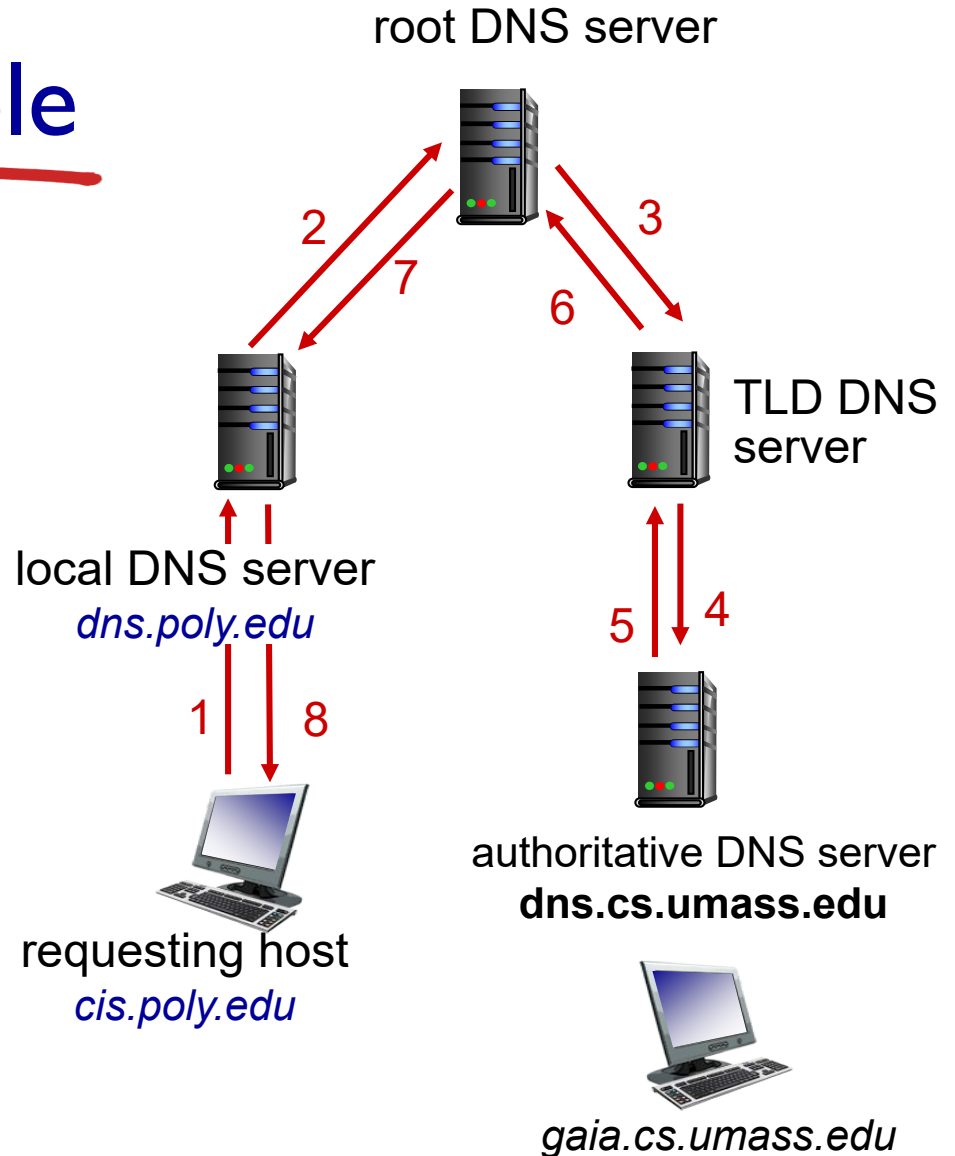 root DNS server
le
2
3
7
6
TLD DNS
server
local DNS server
dns.poly.edu
5
4
1
8
authoritative DNS server
dns.cs.umass.edu
requesting host
cis.poly.edu
gaia.cs.umass.edu